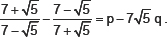 (7+√5)/(7−√5) − (7−√5)/(7+√5) = p − 7√5 q .